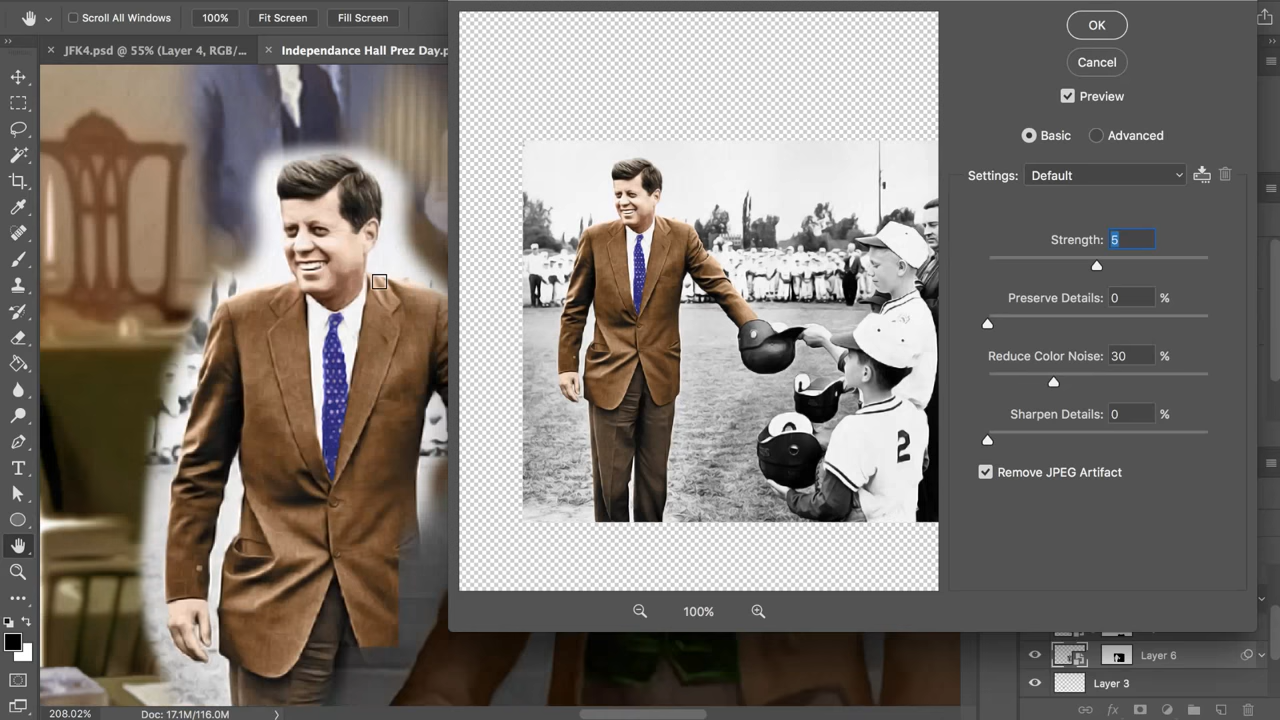 Scroll All Windows 100% Fit Screen Fill Screen
JFK4.psd @ 55% (Layer 4, RGB/... Independance Hall Prez Day.p
OK
Cancel
Preview
Basic Advanced
Settings: Default
Strength: 5
Preserve Details: 0 %
Reduce Color Noise: 30 %
Sharpen Details: 0 %
Remove JPEG Artifact
2
100%
Layer 6
Layer 3
fx
208.02% Doc: 17.1M/116.0M